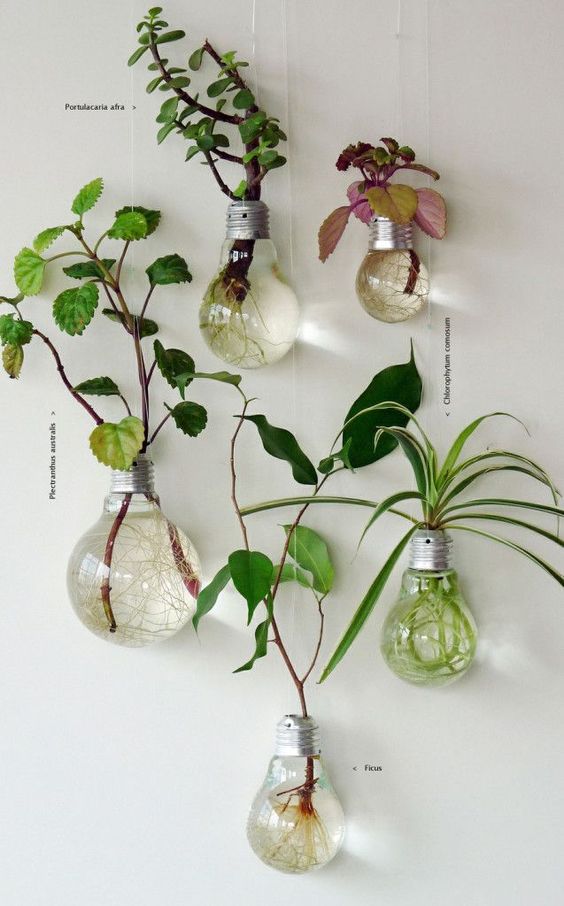 Portulacaria afra >
< Chlorophytum comosum
Plectranthus australis >
< Ficus